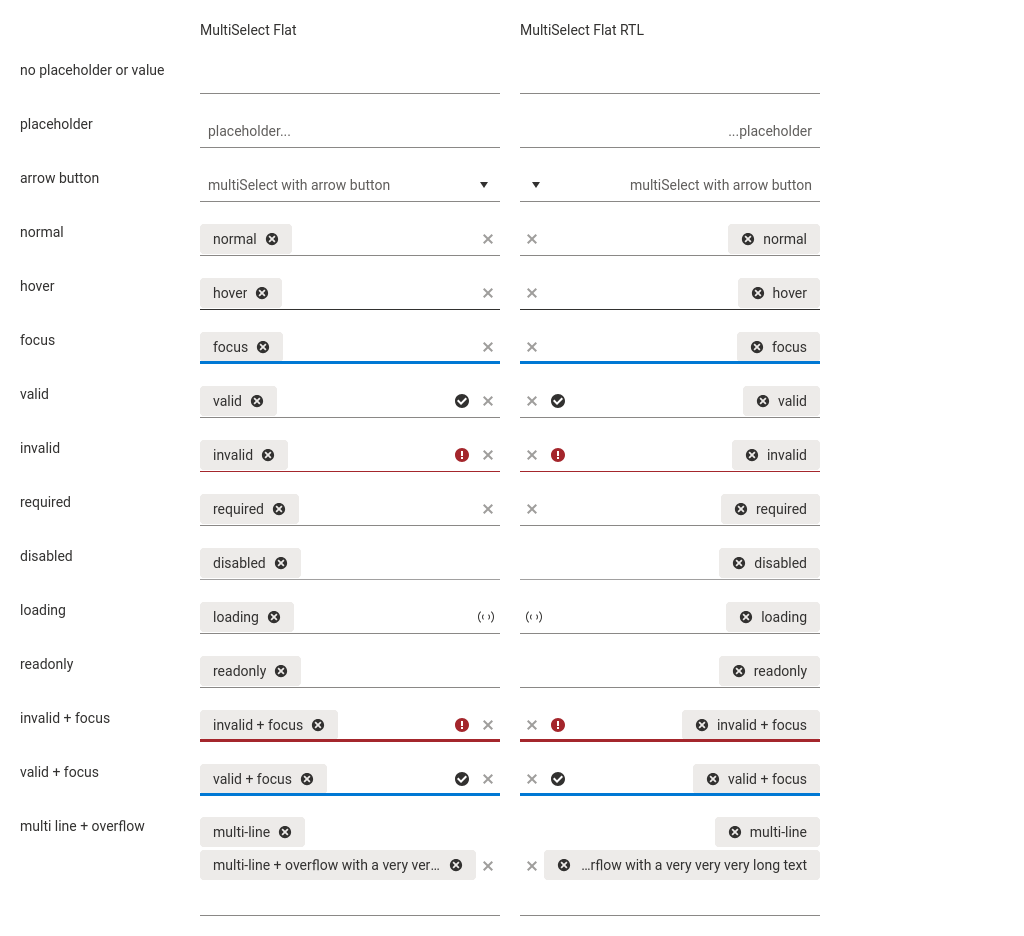 MultiSelect Flat MultiSelect Flat RTL
no placeholder or value
placeholder placeholder... ...placeholder
arrow button multiSelect with arrow button multiSelect with arrow button
normal normal normal
hover hover hover
focus focus focus
valid valid valid
invalid invalid invalid
required required required
disabled disabled disabled
loading loading loading
readonly readonly readonly
invalid + focus invalid + focus invalid + focus
valid + focus valid + focus valid + focus
multi line + overflow multi-line multi-line
multi-line + overflow with a very ver... ...rflow with a very very very long text